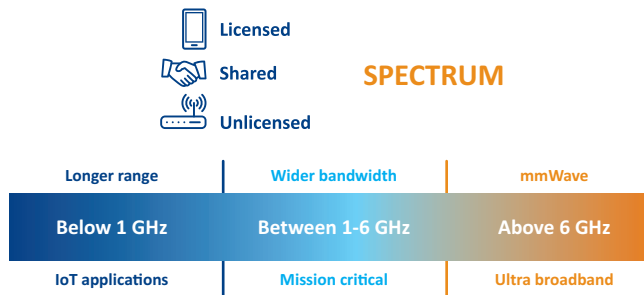 Licensed
Shared
SPECTRUM
Unlicensed
Longer range
Wider bandwidth
mmWave
Below 1 GHz
Between 1-6 GHz
Above 6 GHz
IoT applications
Mission critical
Ultra broadband